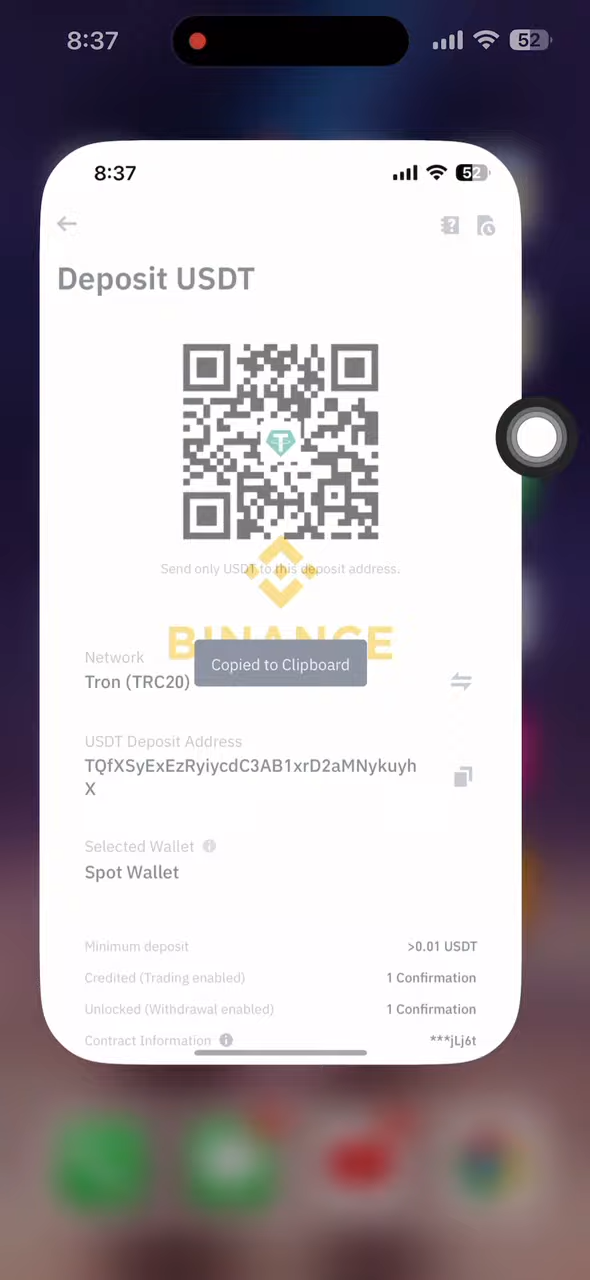 8:37
52
8:37
52
Deposit USDT
Send only USDT to this deposit address.
BINANCE
Network
Copied to Clipboard
Tron (TRC20)
USDT Deposit Address
TQfXSyExEzRyiycdC3AB1xrD2aMNykuyh
X
Selected Wallet
Spot Wallet
Minimum deposit
>0.01 USDT
Credited (Trading enabled)
1 Confirmation
Unlocked (Withdrawal enabled)
1 Confirmation
Contract Information
***jLj6t